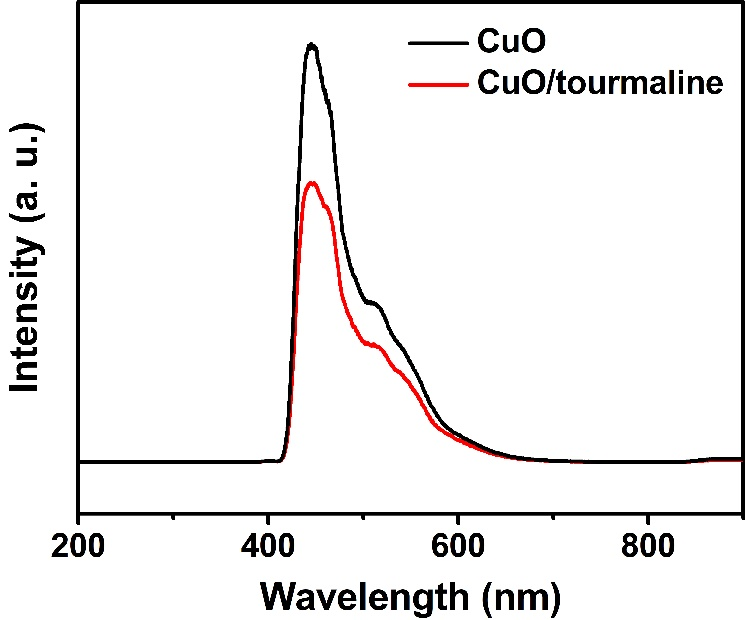 CuO
CuO/tourmaline
Intensity (a. u.)
200 400 600 800
Wavelength (nm)